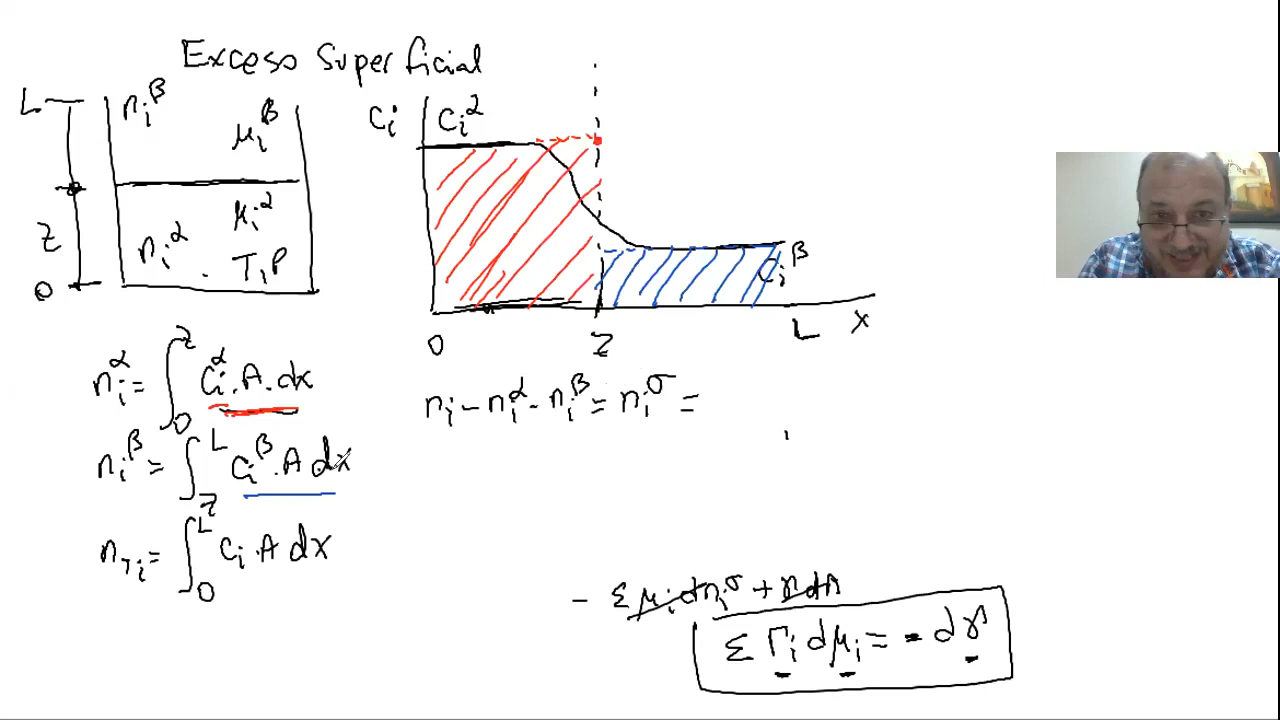 Exceso Superficial
L
n_i^β
μ_i^β
z
n_i^α
μ_i^α
T, P
0
C_i
C_i^α
C_i^β
0
z
L
x
n_i^α = ∫_0^z C_i^α . A . dx
n_i - n_i^α - n_i^β = n_i^σ =
n_i^β = ∫_z^L C_i^β . A dx
n_Ti = ∫_0^L C_i . A dx
- Σ μ_i dn_i^σ + γ dA
Σ Γ_i dμ_i = - dγ